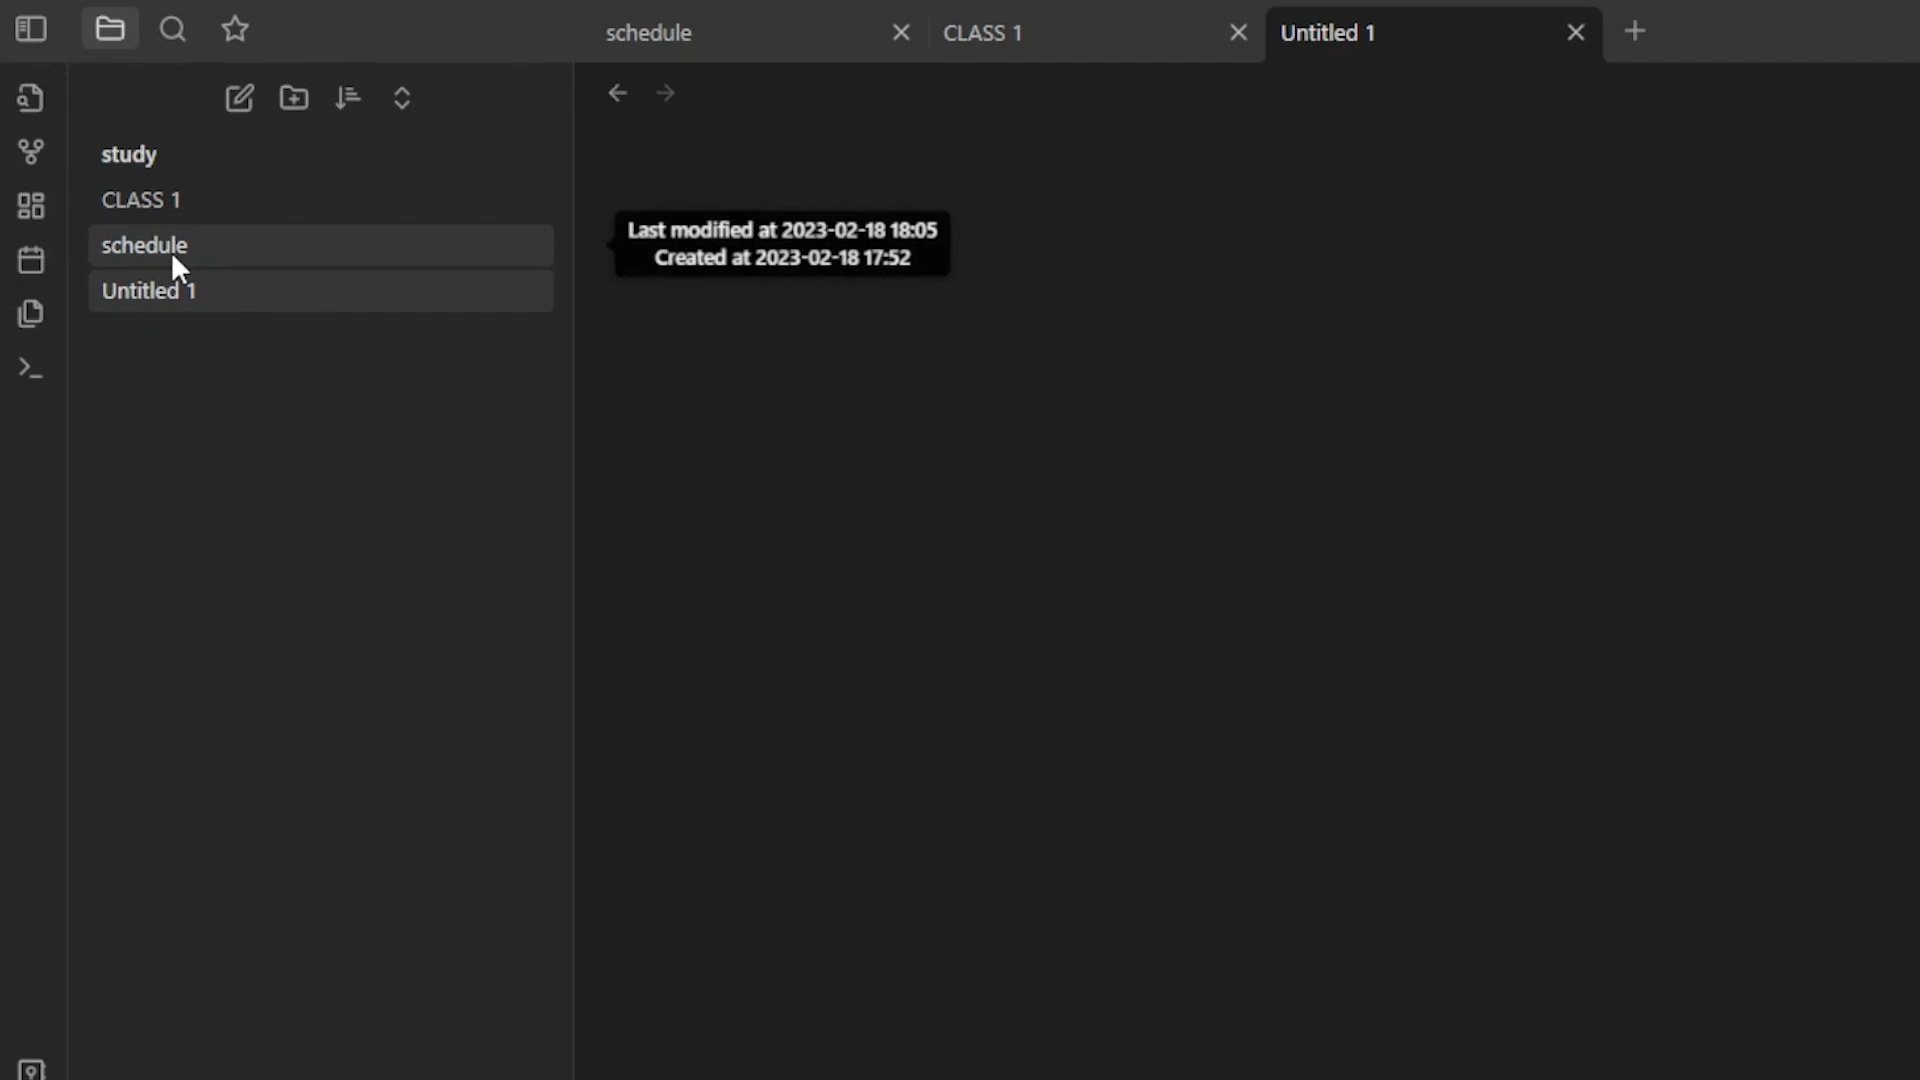 schedule
CLASS 1
Untitled 1
study
CLASS 1
schedule
Untitled 1
Last modified at 2023-02-18 18:05
Created at 2023-02-18 17:52